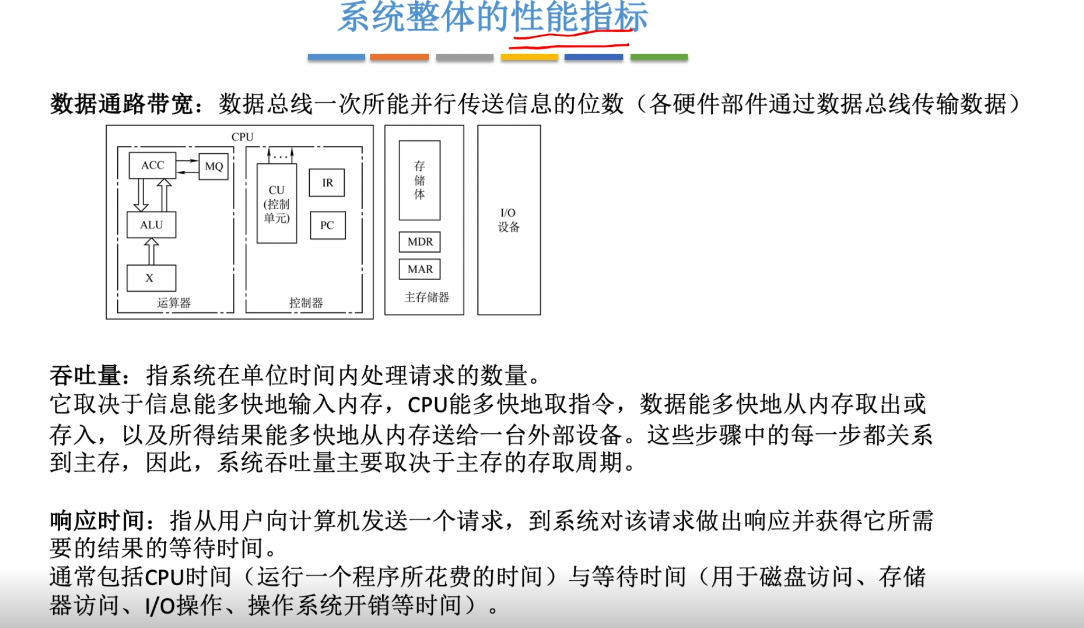 系统整体的性能指标
数据通路带宽：数据总线一次所能并行传送信息的位数（各硬件部件通过数据总线传输数据）
CPU
ACC
MQ
ALU
X
运算器
...
CU
(控制
单元)
IR
PC
控制器
存
储
体
MDR
MAR
主存储器
I/O
设备
吞吐量：指系统在单位时间内处理请求的数量。
它取决于信息能多快地输入内存，CPU能多快地取指令，数据能多快地从内存取出或
存入，以及所得结果能多快地从内存送给一台外部设备。这些步骤中的每一步都关系
到主存，因此，系统吞吐量主要取决于主存的存取周期。
响应时间：指从用户向计算机发送一个请求，到系统对该请求做出响应并获得它所需
要的结果的等待时间。
通常包括CPU时间（运行一个程序所花费的时间）与等待时间（用于磁盘访问、存储
器访问、I/O操作、操作系统开销等时间）。